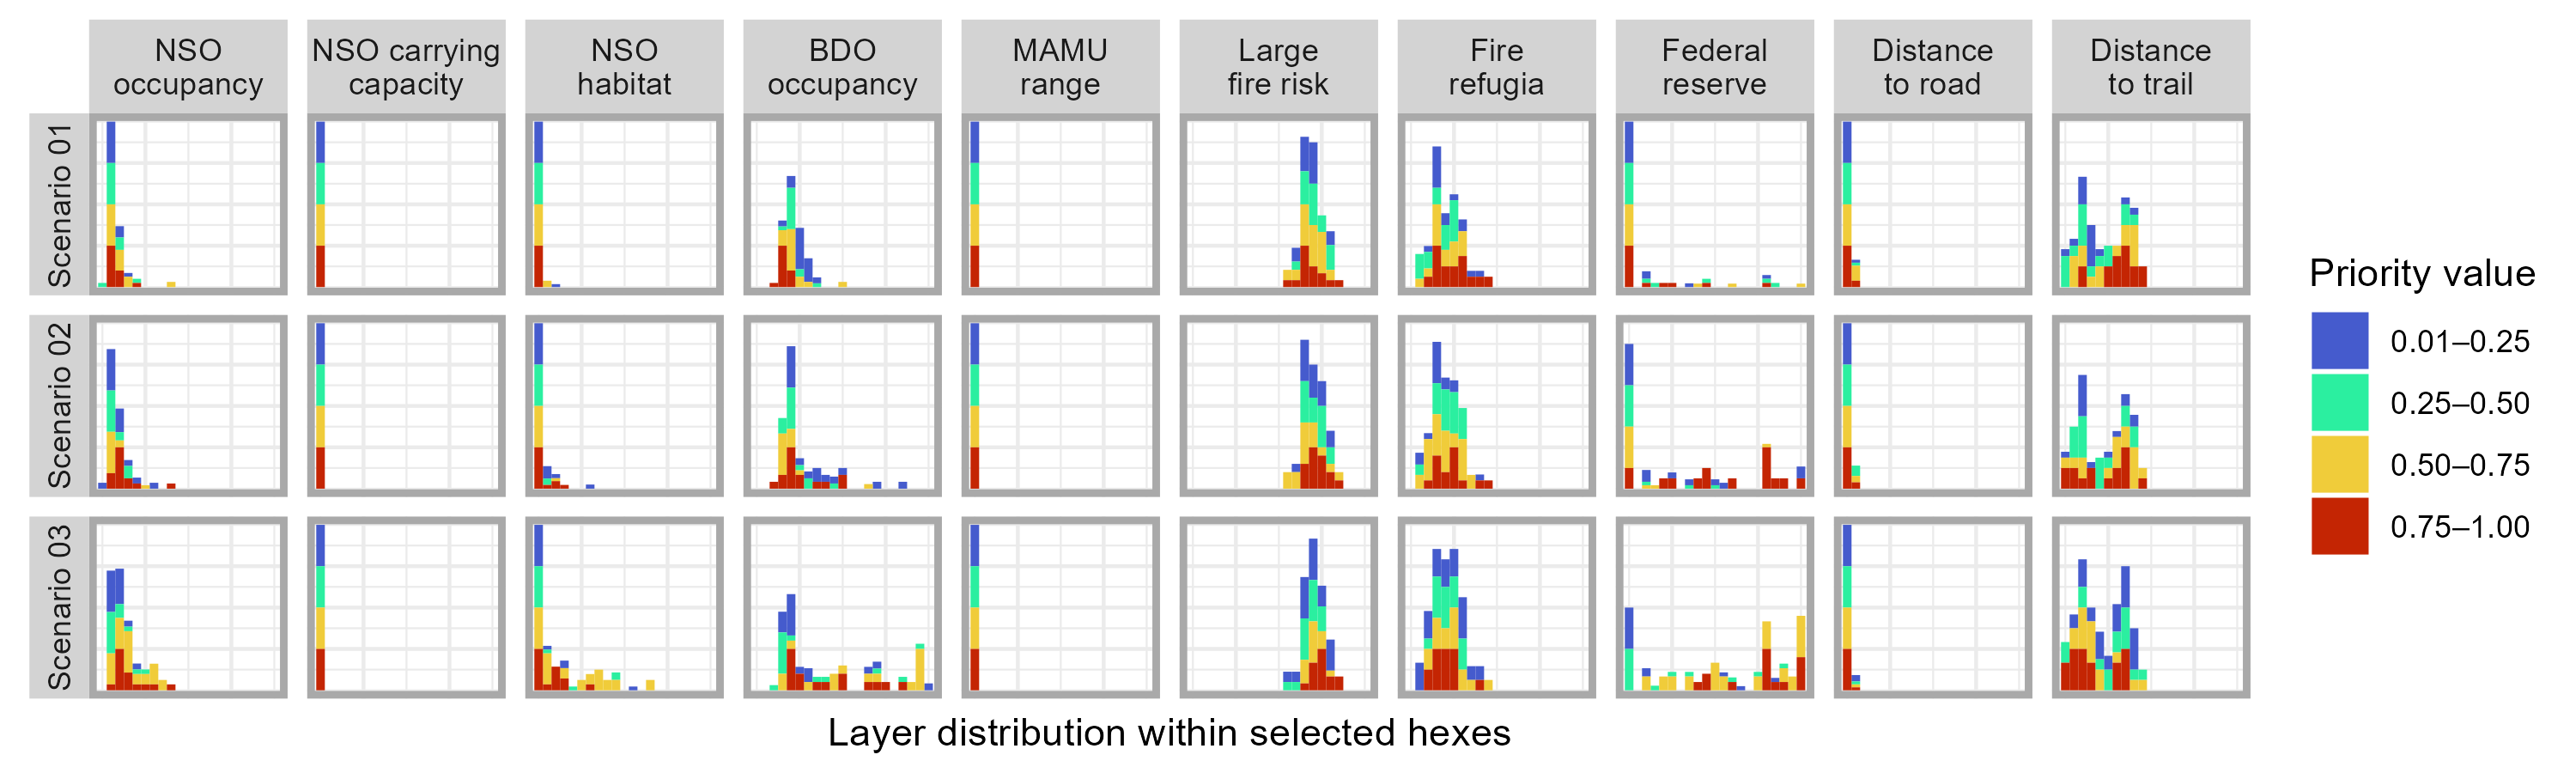 NSO
occupancy
NSO carrying
capacity
NSO
habitat
BDO
occupancy
MAMU
range
Large
fire risk
Fire
refugia
Federal
reserve
Distance
to road
Distance
to trail
Scenario 01
Scenario 02
Scenario 03
Layer distribution within selected hexes
Priority value
0.01–0.25
0.25–0.50
0.50–0.75
0.75–1.00